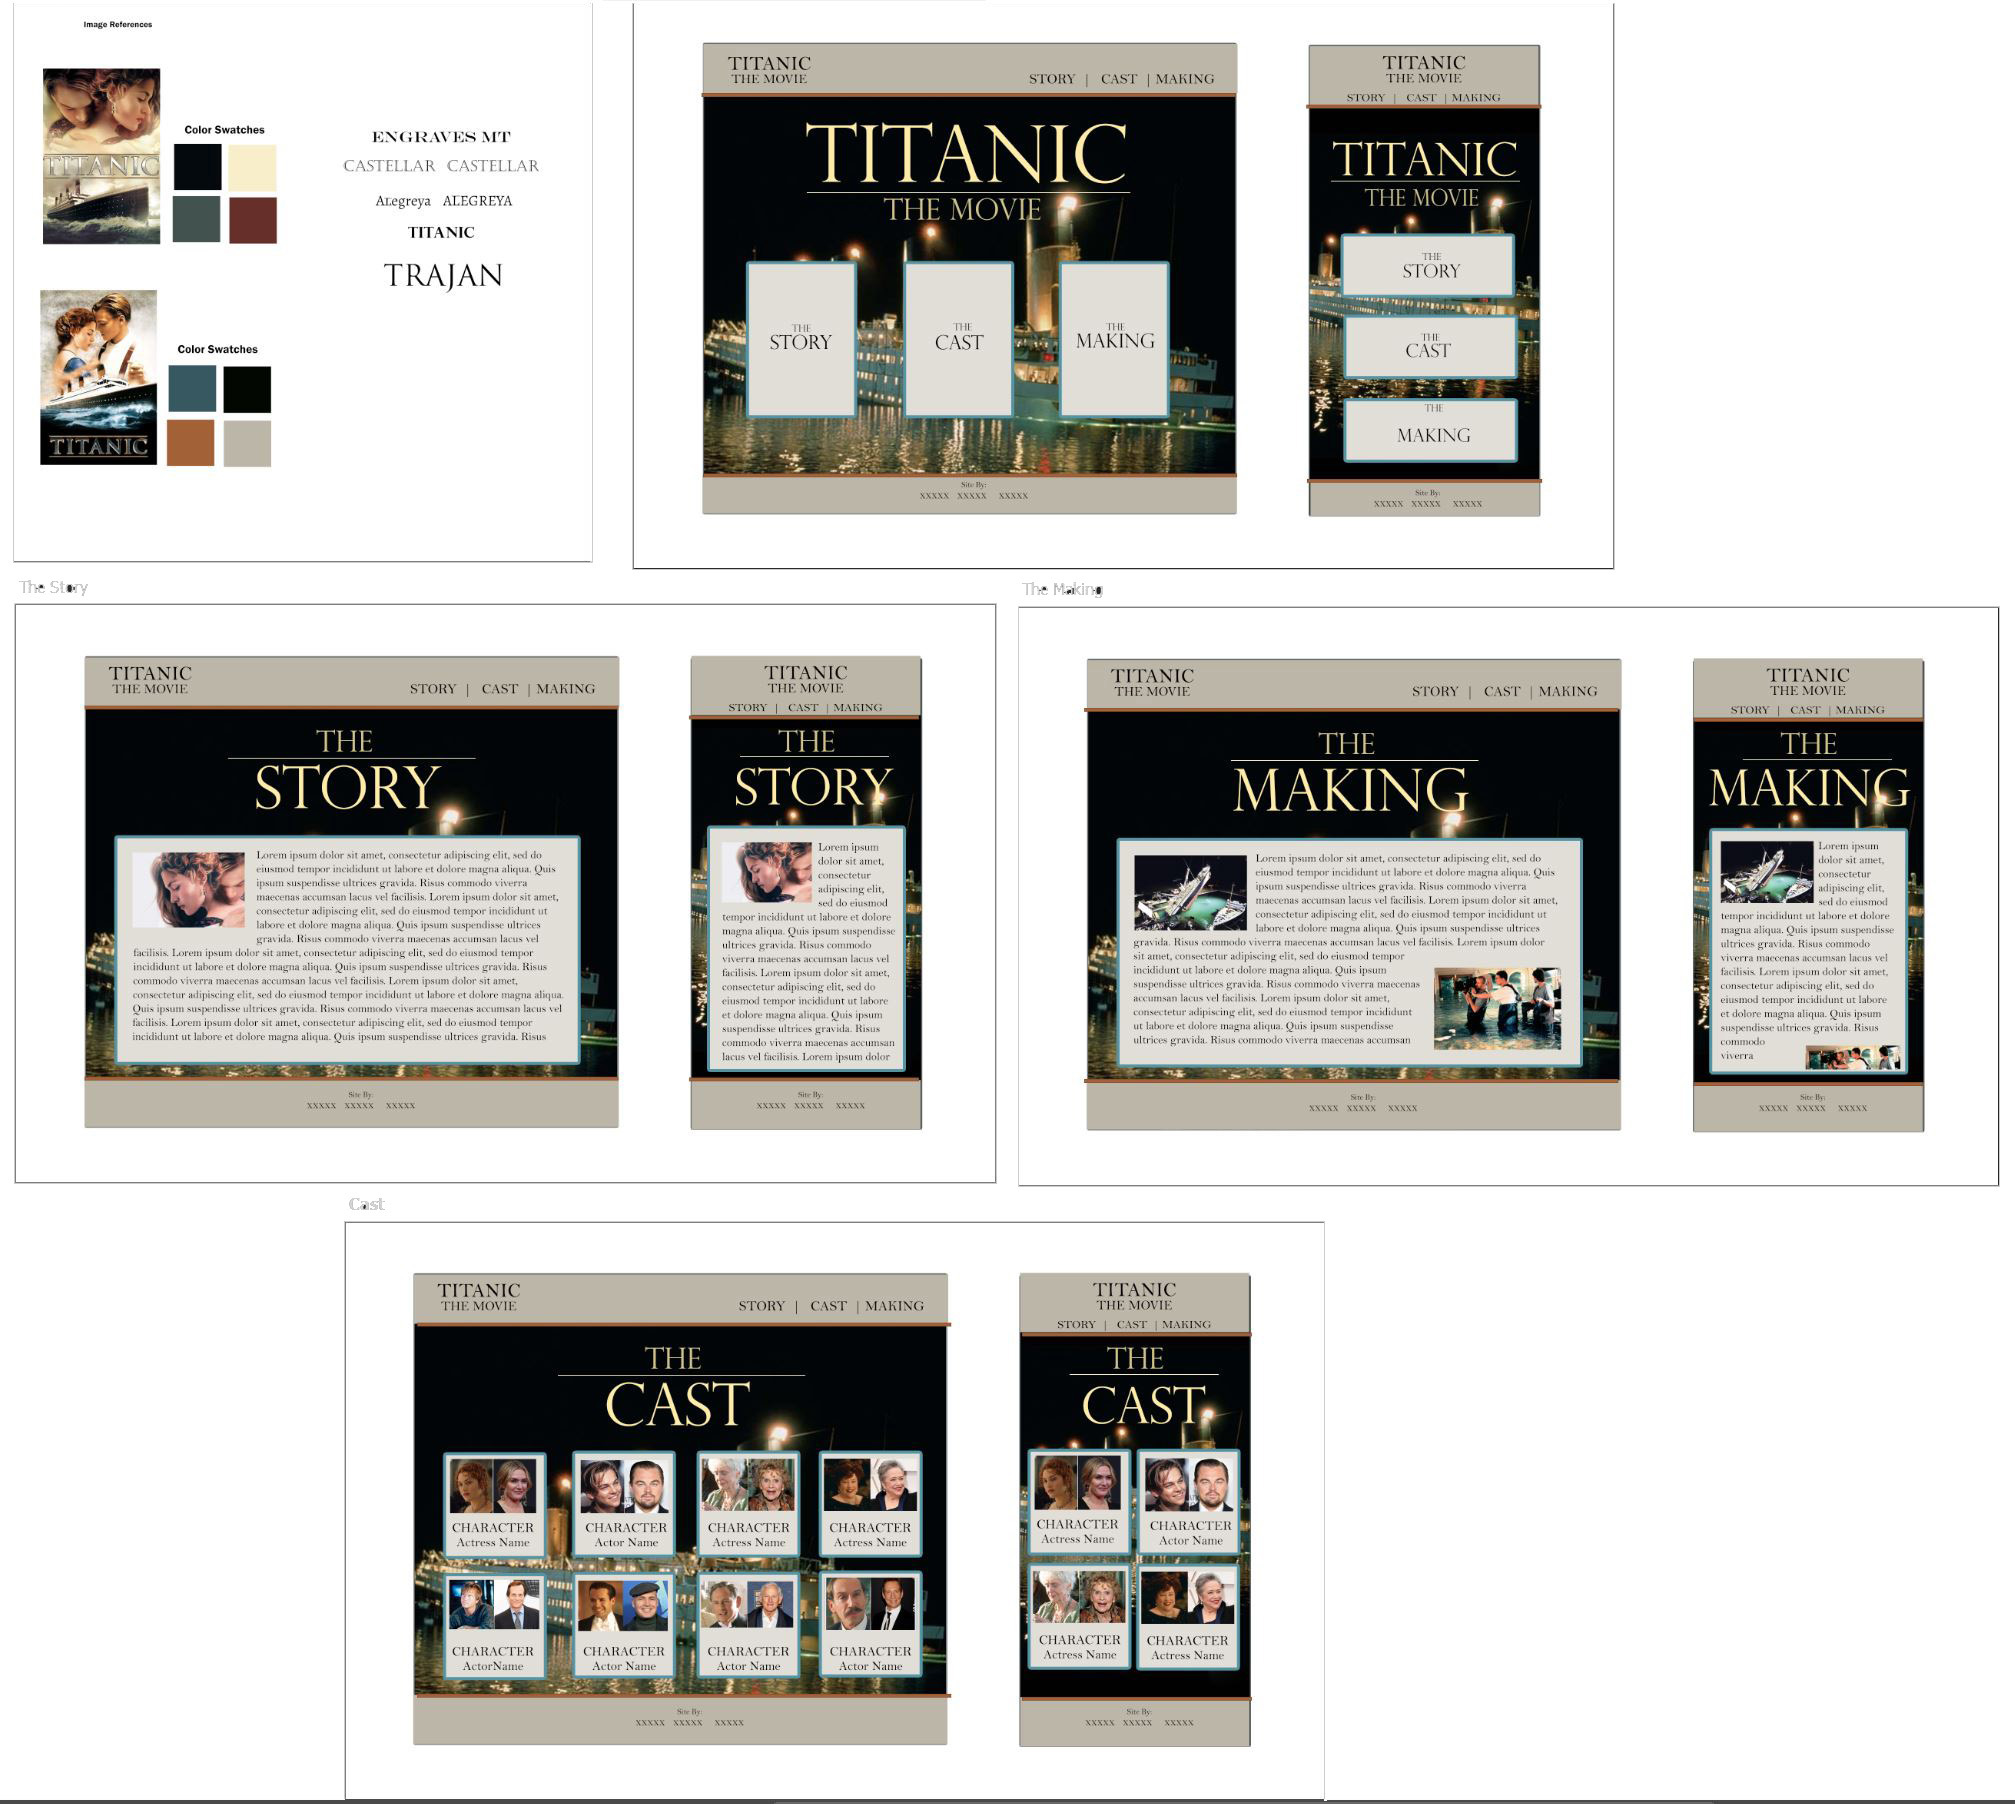 Image References
TITANIC
Color Swatches
TITANIC
Color Swatches
ENGRAVES MT
CASTELLAR CASTELLAR
Alegreya ALEGREYA
TITANIC
TRAJAN
TITANIC
THE MOVIE
STORY | CAST | MAKING
TITANIC
THE MOVIE
THE
STORY
THE
CAST
THE
MAKING
Site By:
XXXXX XXXXX XXXXX
TITANIC
THE MOVIE
STORY | CAST | MAKING
TITANIC
THE MOVIE
THE
STORY
THE
CAST
THE
MAKING
Site By:
XXXXX XXXXX XXXXX
The Story
TITANIC
THE MOVIE
STORY | CAST | MAKING
THE
STORY
Lorem ipsum dolor sit amet, consectetur adipiscing elit, sed do
eiusmod tempor incididunt ut labore et dolore magna aliqua. Quis
ipsum suspendisse ultrices gravida. Risus commodo viverra
maecenas accumsan lacus vel facilisis. Lorem ipsum dolor sit amet,
consectetur adipiscing elit, sed do eiusmod tempor incididunt ut
labore et dolore magna aliqua. Quis ipsum suspendisse ultrices
gravida. Risus commodo viverra maecenas accumsan lacus vel
facilisis. Lorem ipsum dolor sit amet, consectetur adipiscing elit, sed do eiusmod tempor
incididunt ut labore et dolore magna aliqua. Quis ipsum suspendisse ultrices gravida. Risus
commodo viverra maecenas accumsan lacus vel facilisis. Lorem ipsum dolor sit amet,
consectetur adipiscing elit, sed do eiusmod tempor incididunt ut labore et dolore magna aliqua.
Quis ipsum suspendisse ultrices gravida. Risus commodo viverra maecenas accumsan lacus vel
facilisis. Lorem ipsum dolor sit amet, consectetur adipiscing elit, sed do eiusmod tempor
incididunt ut labore et dolore magna aliqua. Quis ipsum suspendisse ultrices gravida. Risus
Site By:
XXXXX XXXXX XXXXX
TITANIC
THE MOVIE
STORY | CAST | MAKING
THE
STORY
Lorem ipsum
dolor sit amet,
consectetur
adipiscing elit,
sed do eiusmod
tempor incididunt ut labore et dolore
magna aliqua. Quis ipsum suspendisse
ultrices gravida. Risus commodo
viverra maecenas accumsan lacus vel
facilisis. Lorem ipsum dolor sit amet,
consectetur adipiscing elit, sed do
eiusmod tempor incididunt ut labore
et dolore magna aliqua. Quis ipsum
suspendisse ultrices gravida. Risus
commodo viverra maecenas accumsan
lacus vel facilisis. Lorem ipsum dolor
Site By:
XXXXX XXXXX XXXXX
The Making
TITANIC
THE MOVIE
STORY | CAST | MAKING
THE
MAKING
Lorem ipsum dolor sit amet, consectetur adipiscing elit, sed do
eiusmod tempor incididunt ut labore et dolore magna aliqua. Quis
ipsum suspendisse ultrices gravida. Risus commodo viverra
maecenas accumsan lacus vel facilisis. Lorem ipsum dolor sit amet,
consectetur adipiscing elit, sed do eiusmod tempor incididunt ut
labore et dolore magna aliqua. Quis ipsum suspendisse ultrices
gravida. Risus commodo viverra maecenas accumsan lacus vel facilisis. Lorem ipsum dolor
sit amet, consectetur adipiscing elit, sed do eiusmod tempor
incididunt ut labore et dolore magna aliqua. Quis ipsum
suspendisse ultrices gravida. Risus commodo viverra maecenas
accumsan lacus vel facilisis. Lorem ipsum dolor sit amet,
consectetur adipiscing elit, sed do eiusmod tempor incididunt
ut labore et dolore magna aliqua. Quis ipsum suspendisse
ultrices gravida. Risus commodo viverra maecenas accumsan
Site By:
XXXXX XXXXX XXXXX
TITANIC
THE MOVIE
STORY | CAST | MAKING
THE
MAKING
Lorem ipsum
dolor sit amet,
consectetur
adipiscing elit,
sed do eiusmod
tempor incididunt ut labore et dolore
magna aliqua. Quis ipsum suspendisse
ultrices gravida. Risus commodo
viverra maecenas accumsan lacus vel
facilisis. Lorem ipsum dolor sit amet,
consectetur adipiscing elit, sed do
eiusmod tempor incididunt ut labore
et dolore magna aliqua. Quis ipsum
suspendisse ultrices gravida. Risus
commodo
viverra
Site By:
XXXXX XXXXX XXXXX
Cast
TITANIC
THE MOVIE
STORY | CAST | MAKING
THE
CAST
CHARACTER
Actress Name
CHARACTER
Actor Name
CHARACTER
Actress Name
CHARACTER
Actress Name
CHARACTER
ActorName
CHARACTER
Actor Name
CHARACTER
Actor Name
CHARACTER
Actor Name
Site By:
XXXXX XXXXX XXXXX
TITANIC
THE MOVIE
STORY | CAST | MAKING
THE
CAST
CHARACTER
Actress Name
CHARACTER
Actor Name
CHARACTER
Actress Name
CHARACTER
Actress Name
Site By:
XXXXX XXXXX XXXXX